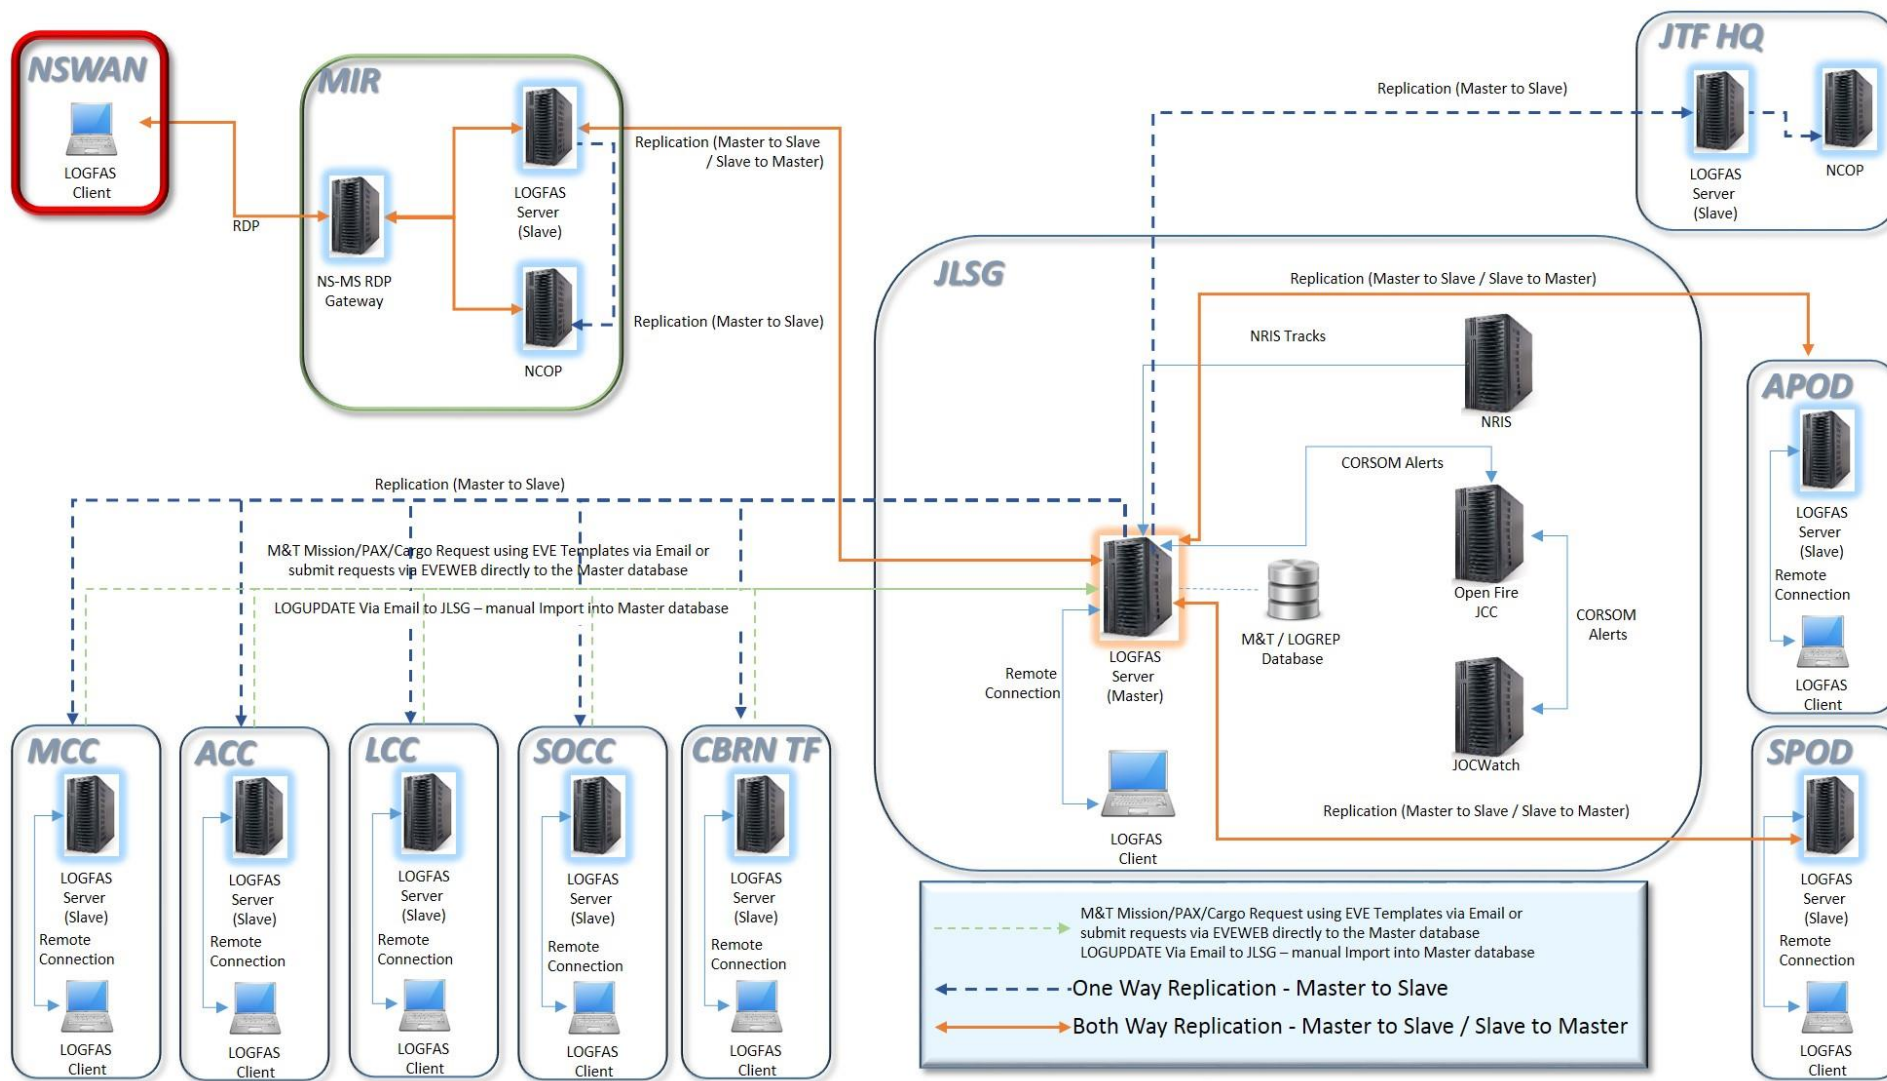 NSWAN
LOGFAS
Client
RDP
MIR
LOGFAS
Server
(Slave)
NS-MS RDP
Gateway
NCOP
Replication (Master to Slave
/ Slave to Master)
Replication (Master to Slave)
JTF HQ
Replication (Master to Slave)
LOGFAS
Server
(Slave)
NCOP
JLSG
Replication (Master to Slave / Slave to Master)
NRIS Tracks
NRIS
CORSOM Alerts
Open Fire
JCC
CORSOM
Alerts
JOCWatch
M&T / LOGREP
Database
LOGFAS
Server
(Master)
Remote
Connection
LOGFAS
Client
Replication (Master to Slave / Slave to Master)
APOD
LOGFAS
Server
(Slave)
Remote
Connection
LOGFAS
Client
SPOD
LOGFAS
Server
(Slave)
Remote
Connection
LOGFAS
Client
Replication (Master to Slave)
M&T Mission/PAX/Cargo Request using EVE Templates via Email or
submit requests via EVEWEB directly to the Master database
LOGUPDATE Via Email to JLSG – manual Import into Master database
MCC
LOGFAS
Server
(Slave)
Remote
Connection
LOGFAS
Client
ACC
LOGFAS
Server
(Slave)
Remote
Connection
LOGFAS
Client
LCC
LOGFAS
Server
(Slave)
Remote
Connection
LOGFAS
Client
SOCC
LOGFAS
Server
(Slave)
Remote
Connection
LOGFAS
Client
CBRN TF
LOGFAS
Server
(Slave)
Remote
Connection
LOGFAS
Client
M&T Mission/PAX/Cargo Request using EVE Templates via Email or
submit requests via EVEWEB directly to the Master database
LOGUPDATE Via Email to JLSG – manual Import into Master database
One Way Replication - Master to Slave
Both Way Replication - Master to Slave / Slave to Master